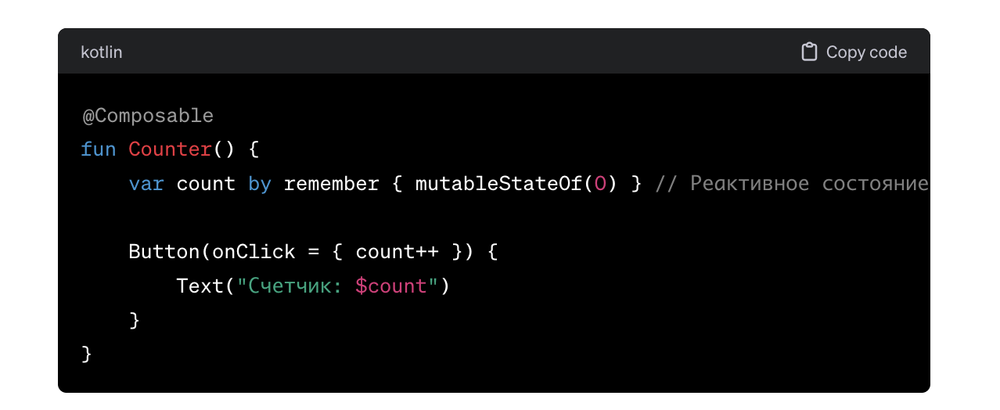 kotlin
Copy code
@Composable
fun Counter() {
    var count by remember { mutableStateOf(0) } // Реактивное состояние
    Button(onClick = { count++ }) {
        Text("Счетчик: $count")
    }
}